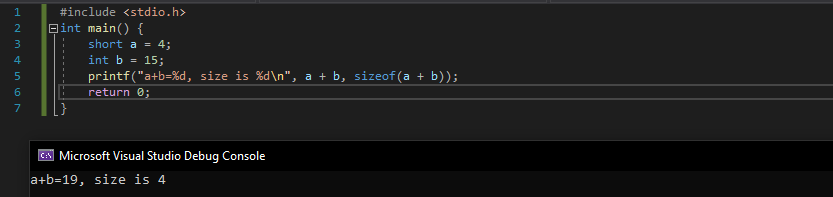 1 #include <stdio.h>
2 int main() {
3 short a = 4;
4 int b = 15;
5 printf("a+b=%d, size is %d\n", a + b, sizeof(a + b));
6 return 0;
7 }
Microsoft Visual Studio Debug Console
a+b=19, size is 4